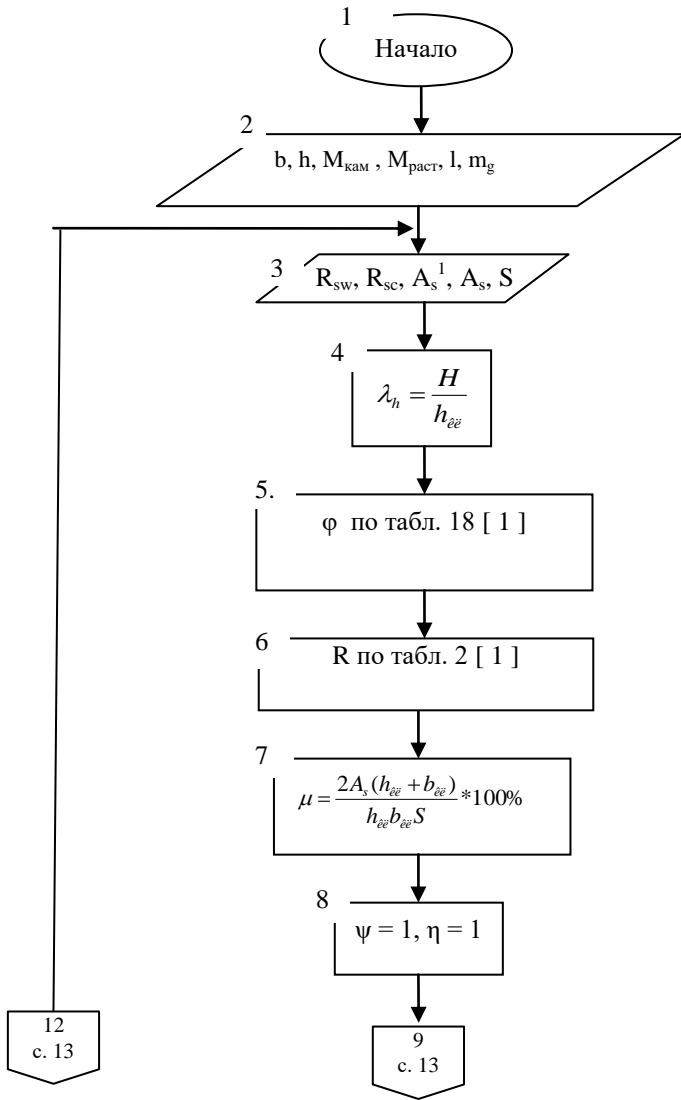 1
Начало
2
b, h, Mкам , Mраст, l, mg
3
Rsw, Rsc, As¹, As, S
4
λh = H / hêë
5.
φ по табл. 18 [ 1 ]
6
R по табл. 2 [ 1 ]
7
μ = 2As(hêë + bêë) / hêëbêëS *100%
8
ψ = 1, η = 1
12
с. 13
9
с. 13